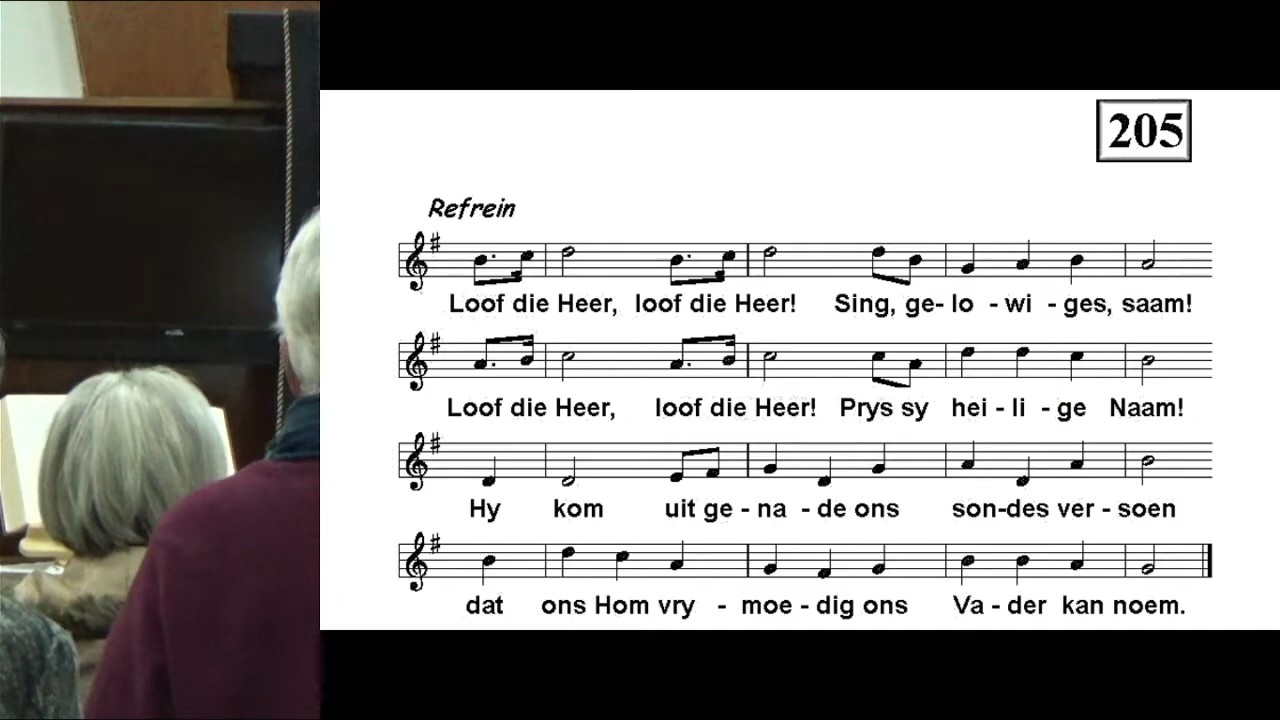 205
Refrein
Loof die Heer, loof die Heer! Sing, ge- lo - wi - ges, saam!
Loof die Heer, loof die Heer! Prys sy hei - li - ge Naam!
Hy kom uit ge - na - de ons son-des ver - soen
dat ons Hom vry - moe - dig ons Va - der kan noem.